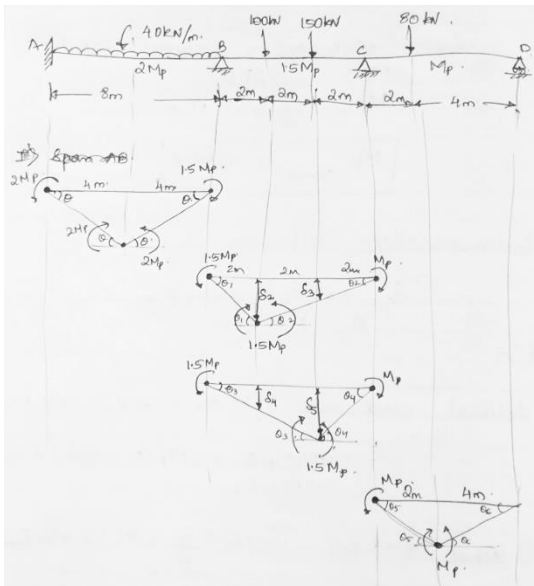 40kN/m. 100kN 150kN 80kN
A B C D
2Mp 1.5Mp Mp.
8m 2m 2m 2m 2m 4m
Span AB
2Mp 4m 4m 1.5Mp.
θ θ
2Mp θ θ 2Mp
1.5Mp. 2m 2m 2m Mp
θ1 δ2 δ3 θ2
θ1 θ2
1.5Mp
1.5Mp Mp
θ3 δ4 δ5 θ4
θ3 θ4
1.5Mp
Mp. 2m 4m
θ5 θ6
θ5 θ6
Mp